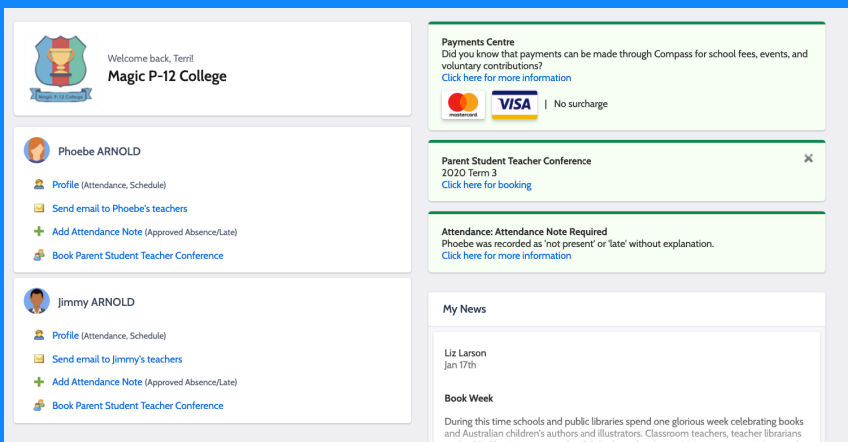 Welcome back, Terri!
Magic P-12 College
Magic P-12 College
Phoebe ARNOLD
Profile (Attendance, Schedule)
Send email to Phoebe's teachers
Add Attendance Note (Approved Absence/Late)
Book Parent Student Teacher Conference
Jimmy ARNOLD
Profile (Attendance, Schedule)
Send email to Jimmy's teachers
Add Attendance Note (Approved Absence/Late)
Book Parent Student Teacher Conference
Payments Centre
Did you know that payments can be made through Compass for school fees, events, and
voluntary contributions?
Click here for more information
mastercard. VISA | No surcharge
Parent Student Teacher Conference
2020 Term 3
Click here for booking
Attendance: Attendance Note Required
Phoebe was recorded as 'not present' or 'late' without explanation.
Click here for more information
My News
Liz Larson
Jan 17th
Book Week
During this time schools and public libraries spend one glorious week celebrating books
and Australian children's authors and illustrators. Classroom teachers, teacher librarians